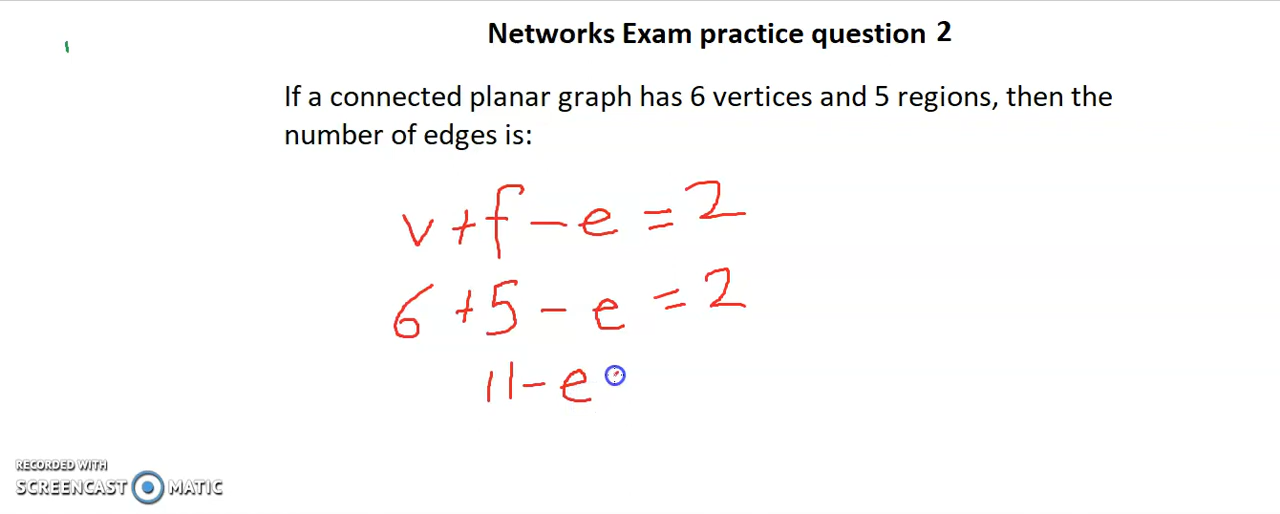 Networks Exam practice question 2
If a connected planar graph has 6 vertices and 5 regions, then the
number of edges is:
v+f-e=2
6+5-e=2
11-e
RECORDED WITH
SCREENCAST MATIC